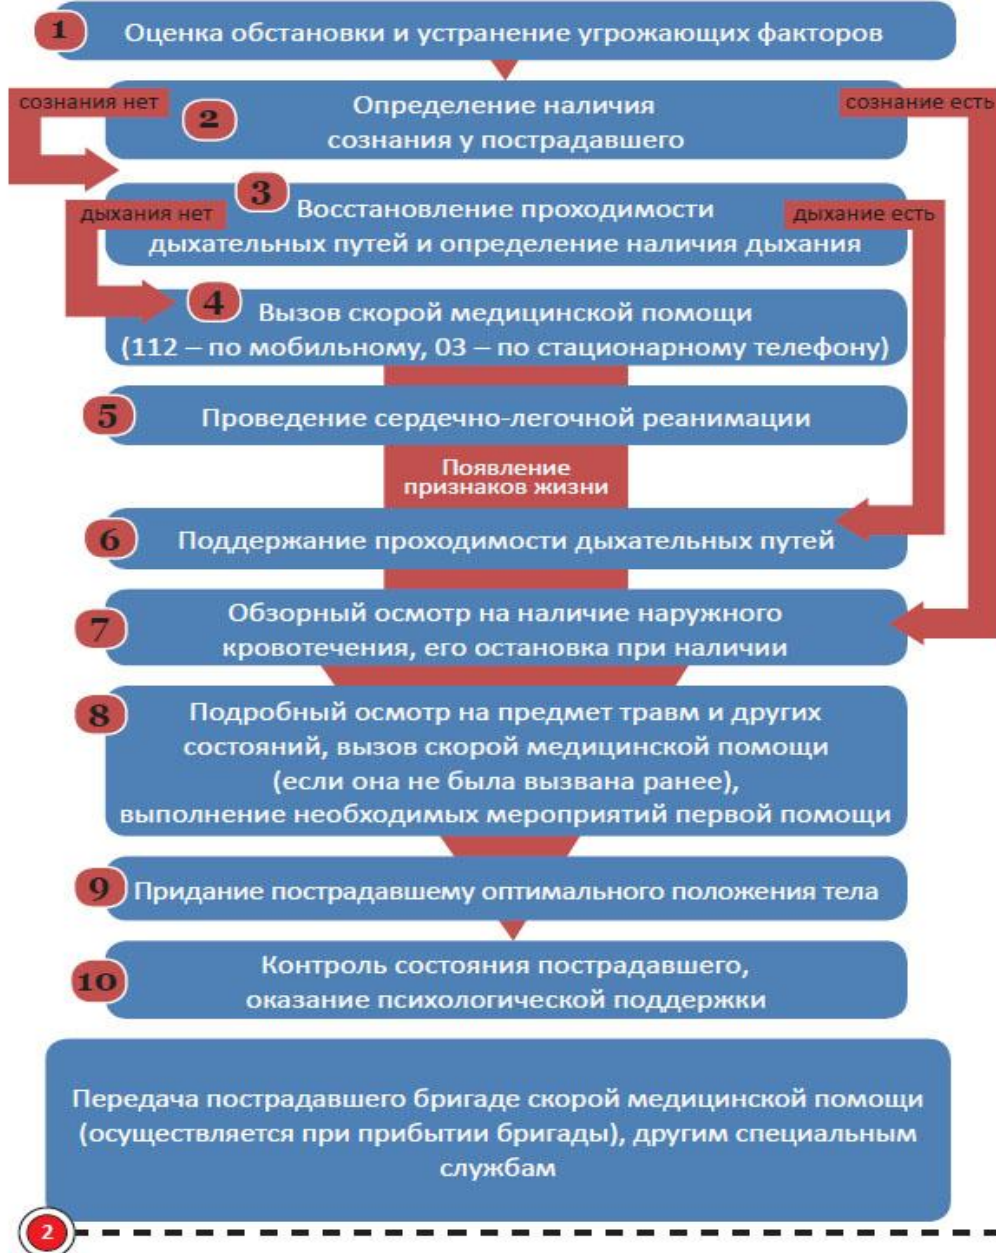 1
Оценка обстановки и устранение угрожающих факторов
сознания нет
2
Определение наличия
сознания у пострадавшего
сознание есть
дыхания нет
3
Восстановление проходимости
дыхательных путей и определение наличия дыхания
дыхание есть
4
Вызов скорой медицинской помощи
(112 – по мобильному, 03 – по стационарному телефону)
5
Проведение сердечно-легочной реанимации
Появление
признаков жизни
6
Поддержание проходимости дыхательных путей
7
Обзорный осмотр на наличие наружного
кровотечения, его остановка при наличии
8
Подробный осмотр на предмет травм и других
состояний, вызов скорой медицинской помощи
(если она не была вызвана ранее),
выполнение необходимых мероприятий первой помощи
9
Придание пострадавшему оптимального положения тела
10
Контроль состояния пострадавшего,
оказание психологической поддержки
Передача пострадавшего бригаде скорой медицинской помощи
(осуществляется при прибытии бригады), другим специальным
службам
2